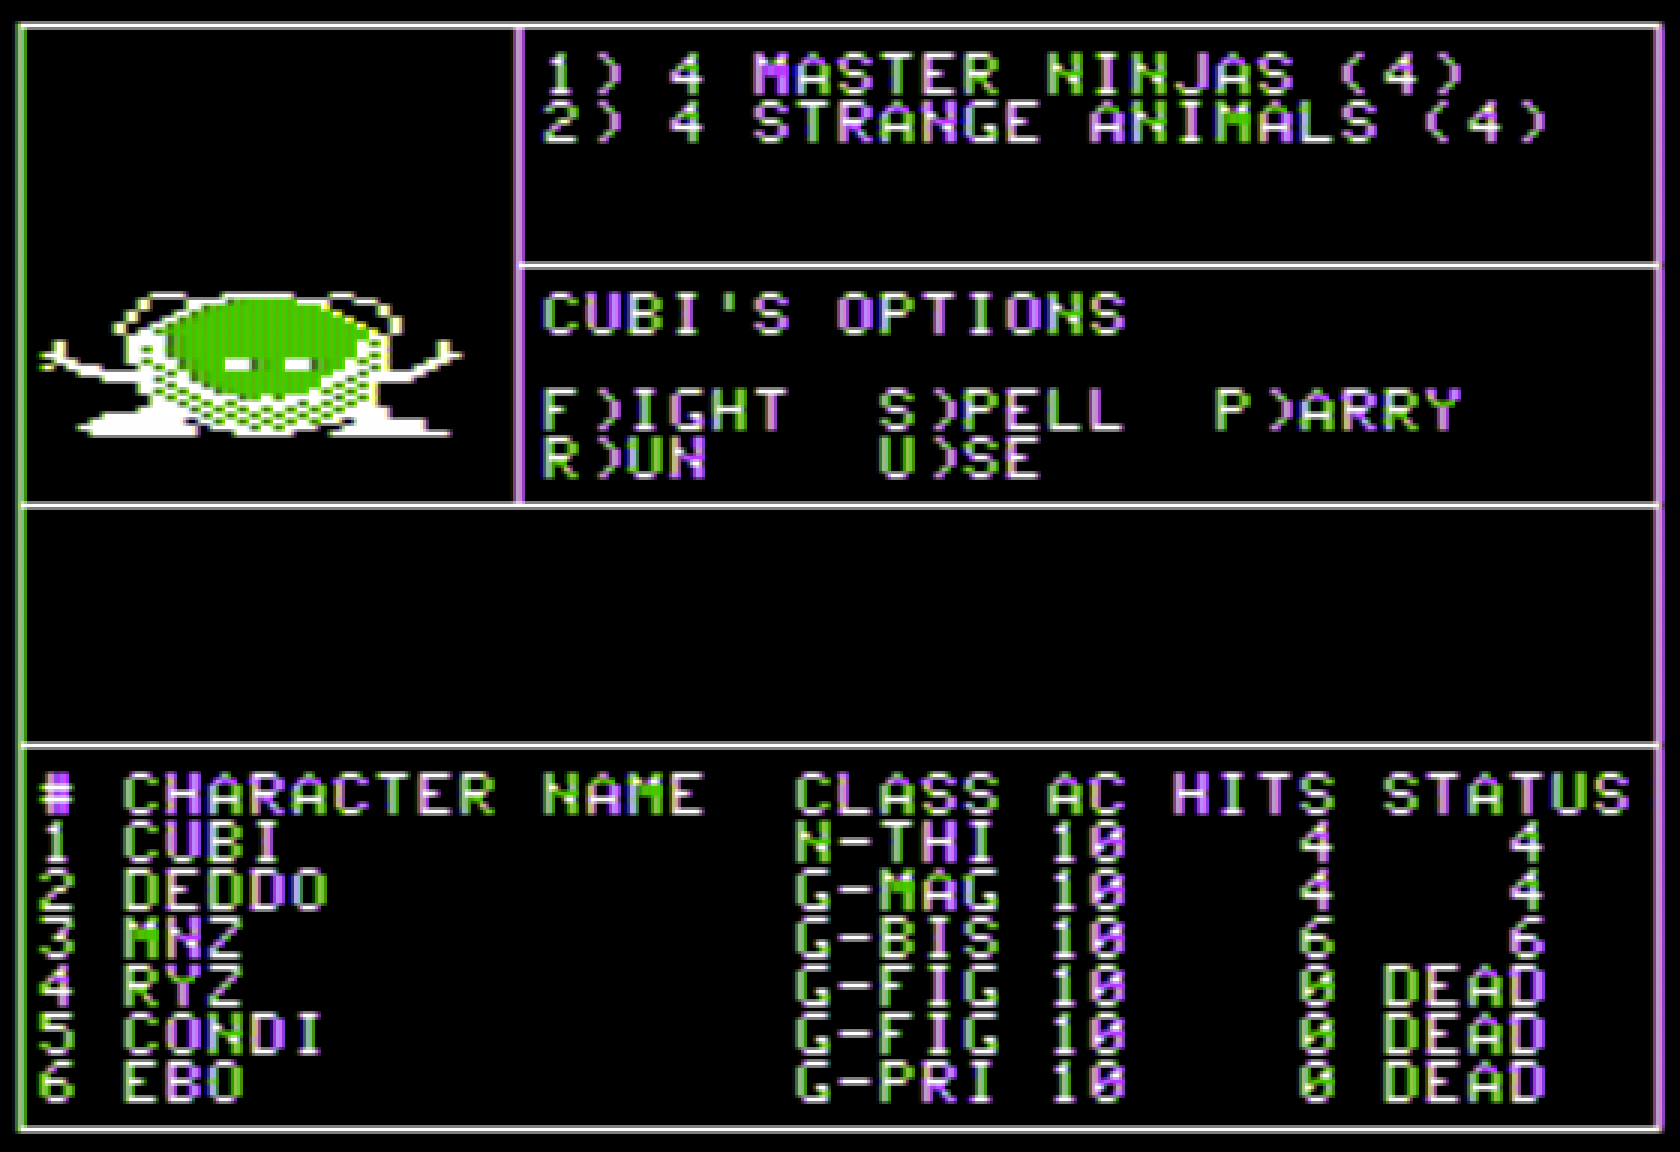 1) 4 MASTER NINJAS (4)
2) 4 STRANGE ANIMALS (4)
CUBI'S OPTIONS
F)IGHT S)PELL P)ARRY
R)UN U)SE
# CHARACTER NAME CLASS AC HITS STATUS
1 CUBI N-THI 10 4 4
2 DEDDO G-MAG 10 4 4
3 MNZ G-BIS 10 6 6
4 RYZ G-FIG 10 0 DEAD
5 CONDI G-FIG 10 0 DEAD
6 EBO G-PRI 10 0 DEAD